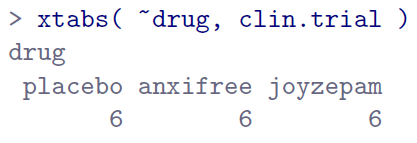 > xtabs( ~drug, clin.trial )
drug
placebo anxifree joyzepam
6 6 6